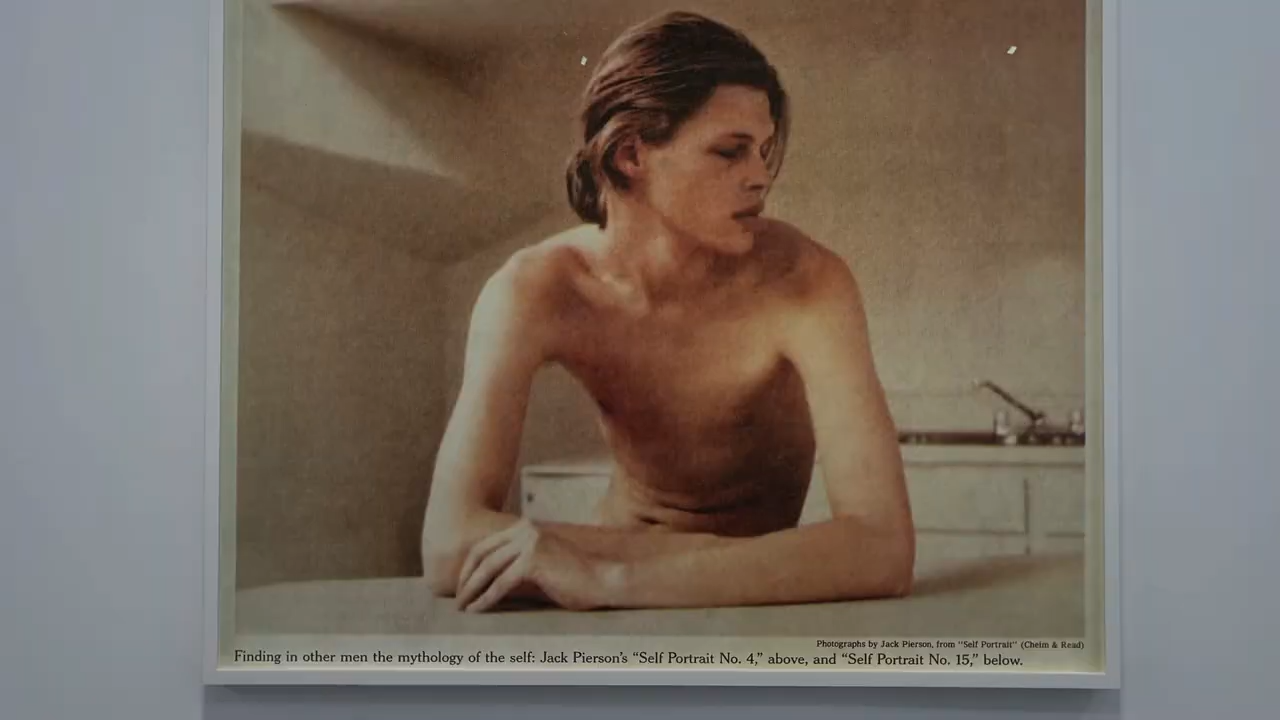 Photographs by Jack Pierson, from "Self Portrait" (Cheim & Read)
Finding in other men the mythology of the self: Jack Pierson's “Self Portrait No. 4,” above, and “Self Portrait No. 15,” below.